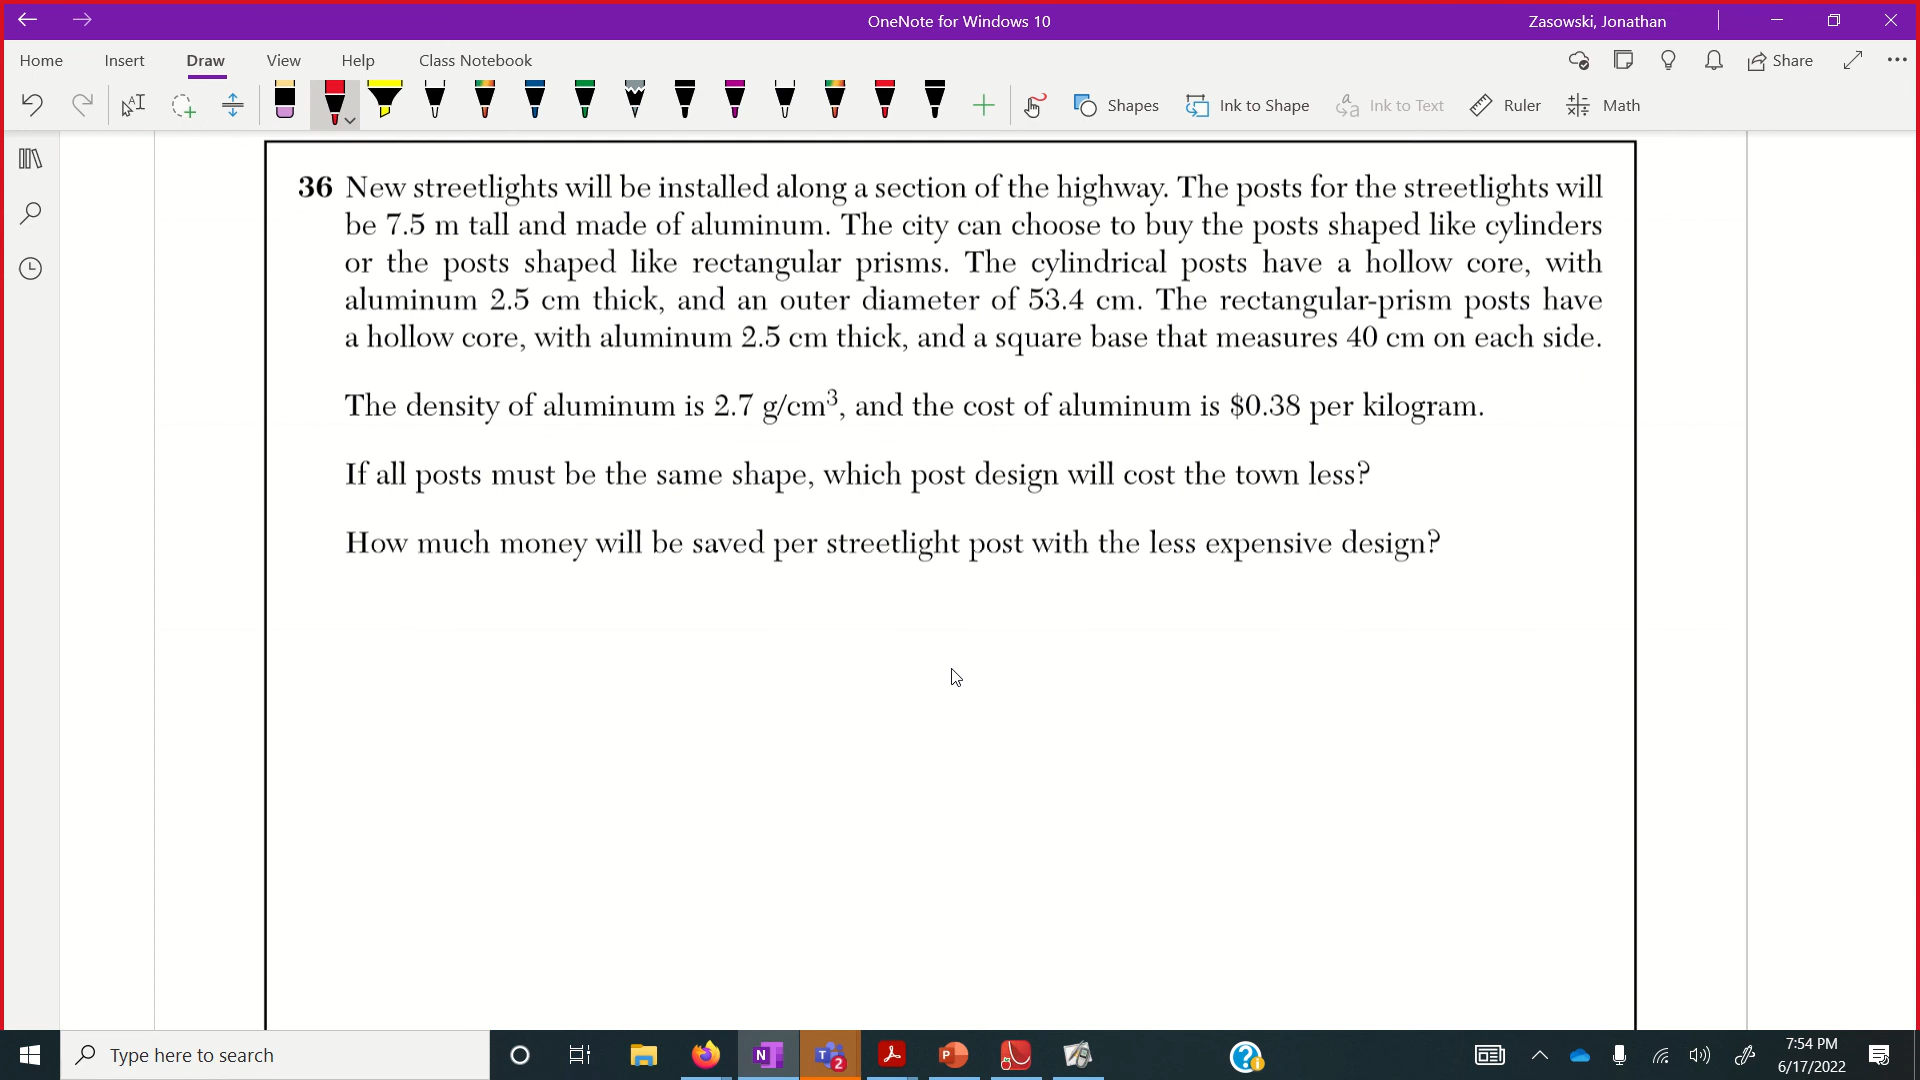 OneNote for Windows 10
Zasowski, Jonathan
Home Insert Draw View Help Class Notebook
Share
Shapes Ink to Shape Ink to Text Ruler Math
36 New streetlights will be installed along a section of the highway. The posts for the streetlights will
be 7.5 m tall and made of aluminum. The city can choose to buy the posts shaped like cylinders
or the posts shaped like rectangular prisms. The cylindrical posts have a hollow core, with
aluminum 2.5 cm thick, and an outer diameter of 53.4 cm. The rectangular-prism posts have
a hollow core, with aluminum 2.5 cm thick, and a square base that measures 40 cm on each side.
The density of aluminum is 2.7 g/cm³, and the cost of aluminum is $0.38 per kilogram.
If all posts must be the same shape, which post design will cost the town less?
How much money will be saved per streetlight post with the less expensive design?
Type here to search
7:54 PM
6/17/2022